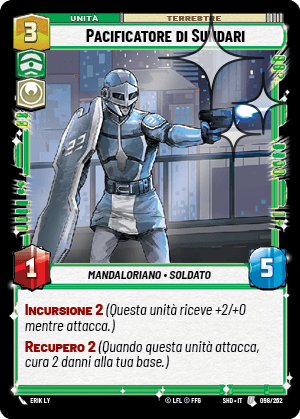 UNITÀ
TERRESTRE
3
PACIFICATORE DI SUNDARI
33
1
5
MANDALORIANO • SOLDATO
INCURSIONE 2 (Questa unità riceve +2/+0
mentre attacca.)
RECUPERO 2 (Quando questa unità attacca,
cura 2 danni alla tua base.)
ERIK LY
© LFL © FFG
SHD • IT
098/262